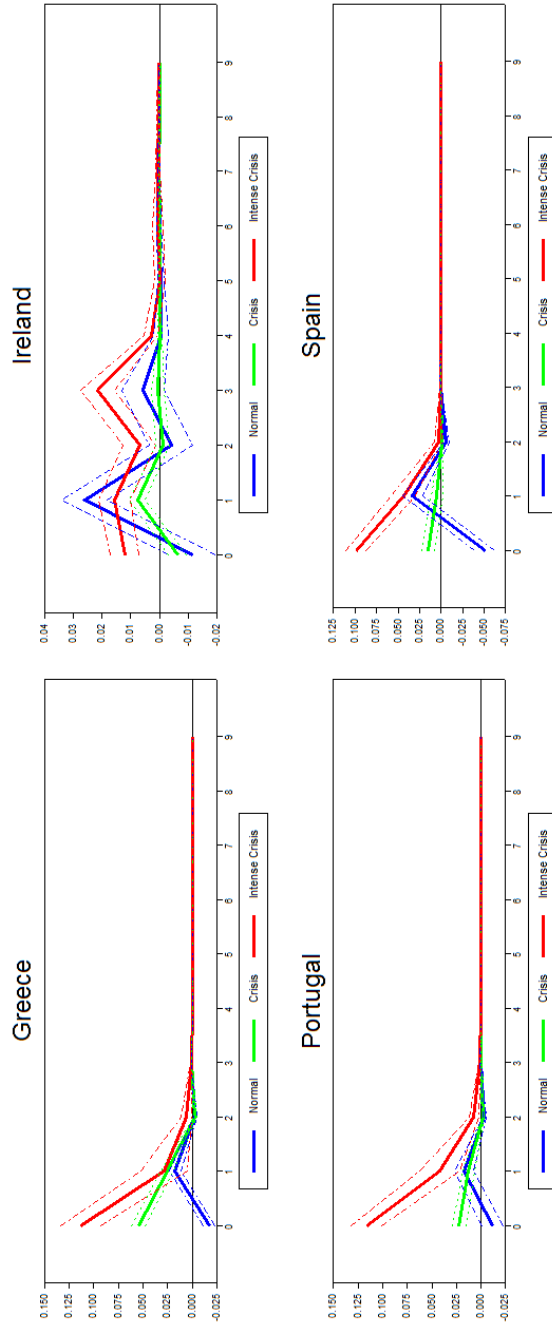 Greece
0.150
0.125
0.100
0.075
0.050
0.025
0.000
-0.025
0 1 2 3 4 5 6 7 8 9
Normal Crisis Intense Crisis
Ireland
0.04
0.03
0.02
0.01
0.00
-0.01
-0.02
0 1 2 3 4 5 6 7 8 9
Normal Crisis Intense Crisis
Portugal
0.150
0.125
0.100
0.075
0.050
0.025
0.000
-0.025
0 1 2 3 4 5 6 7 8 9
Normal Crisis Intense Crisis
Spain
0.125
0.100
0.075
0.050
0.025
0.000
-0.025
-0.050
-0.075
0 1 2 3 4 5 6 7 8 9
Normal Crisis Intense Crisis